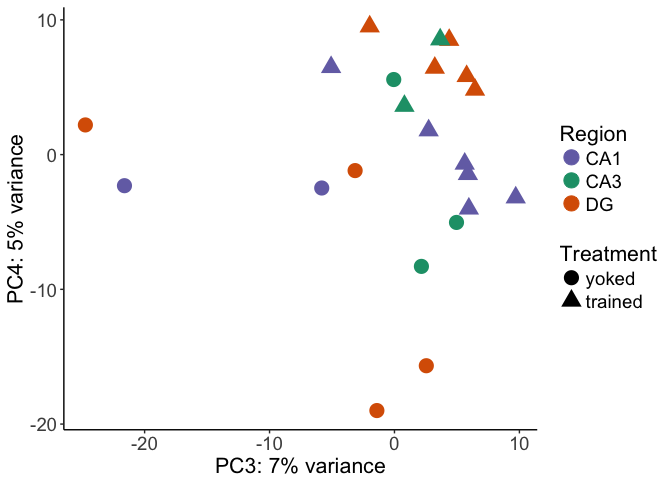 10
0
-10
-20
PC4: 5% variance
-20
-10
0
10
PC3: 7% variance
Region
CA1
CA3
DG
Treatment
yoked
trained